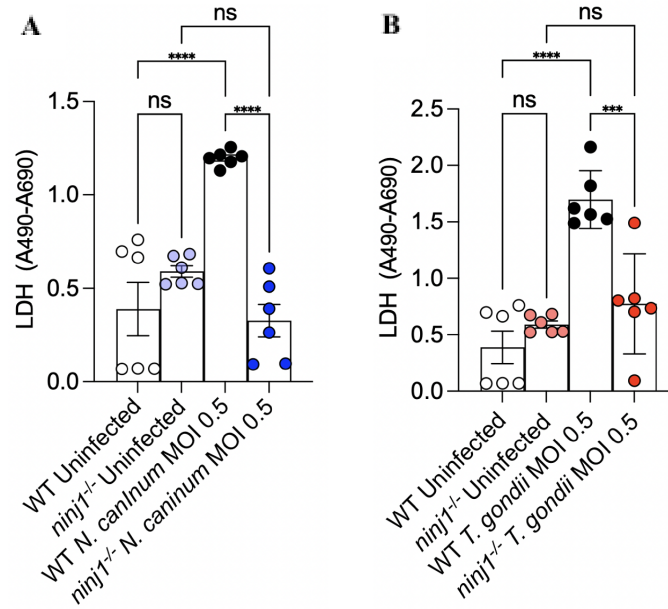 A
ns
****
ns
****
1.5
1.0
0.5
0.0
LDH (A490-A690)
WT Uninfected
ninj1-/- Uninfected
WT N. canInum MOI 0.5
ninj1-/- N. caninum MOI 0.5
B
ns
****
ns
***
2.5
2.0
1.5
1.0
0.5
0.0
LDH (A490-A690)
WT Uninfected
ninj1-/- Uninfected
WT T. gondii MOI 0.5
ninj1-/- T. gondii MOI 0.5